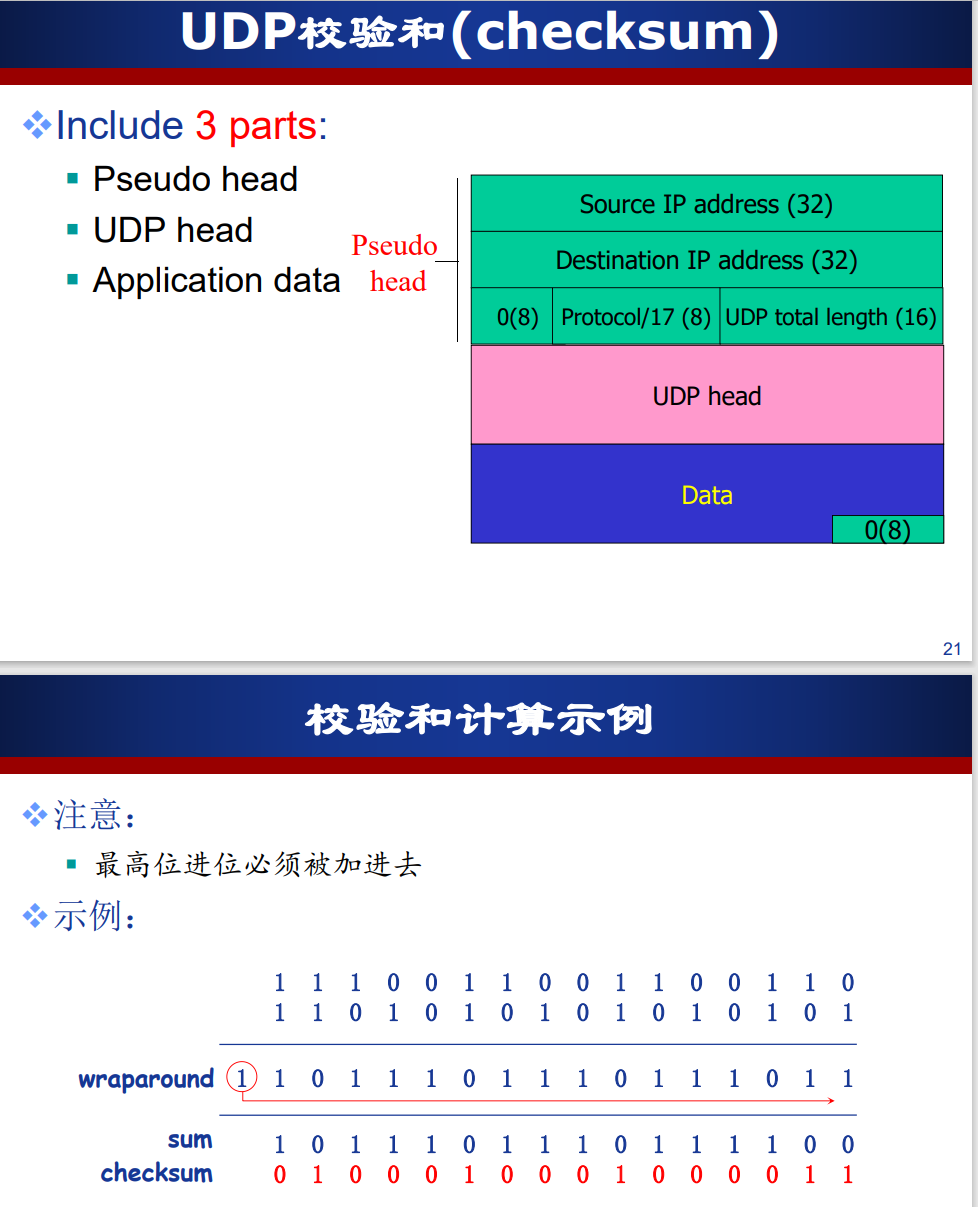 UDP校验和(checksum)
Include 3 parts:
Pseudo head
UDP head
Application data
Pseudo
head
Source IP address (32)
Destination IP address (32)
0(8) Protocol/17 (8) UDP total length (16)
UDP head
Data
0(8)
21
校验和计算示例
注意：
最高位进位必须被加进去
示例：
1 1 1 0 0 1 1 0 0 1 1 0 0 1 1 0
1 1 0 1 0 1 0 1 0 1 0 1 0 1 0 1
wraparound 1 1 0 1 1 1 0 1 1 1 0 1 1 1 0 1 1
sum 1 0 1 1 1 0 1 1 1 0 1 1 1 1 0 0
checksum 0 1 0 0 0 1 0 0 0 1 0 0 0 0 1 1